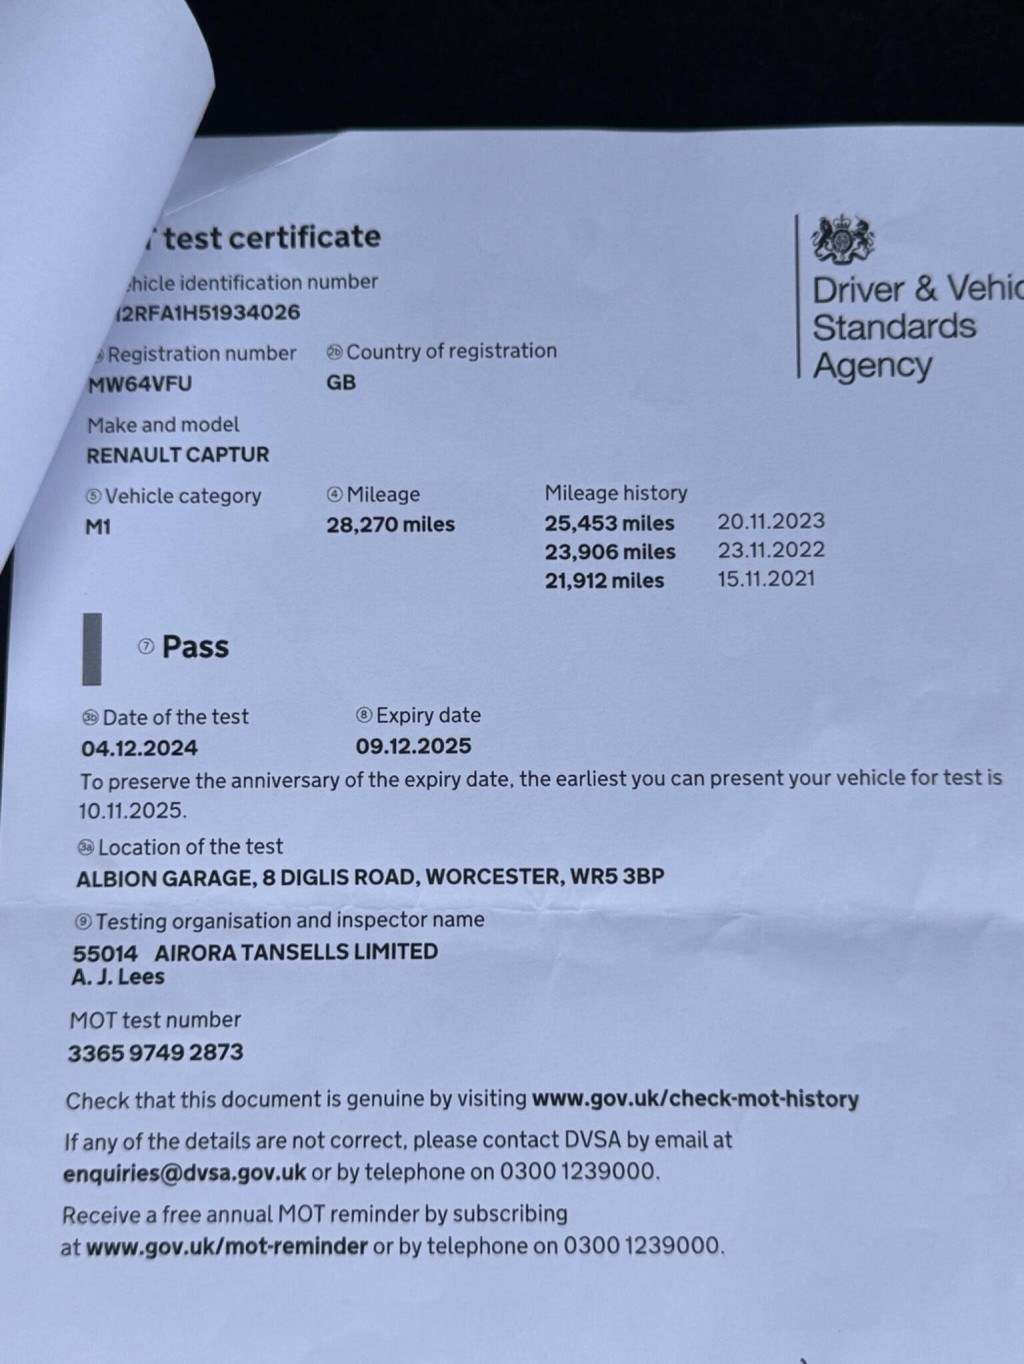 test certificate
Driver & Vehic
Standards
Agency
hicle identification number
2RFA1H51934026
Registration number
2b Country of registration
MW64VFU
GB
Make and model
RENAULT CAPTUR
5 Vehicle category
4 Mileage
Mileage history
M1
28,270 miles
25,453 miles 20.11.2023
23,906 miles 23.11.2022
21,912 miles 15.11.2021
7 Pass
3b Date of the test
8 Expiry date
04.12.2024
09.12.2025
To preserve the anniversary of the expiry date, the earliest you can present your vehicle for test is
10.11.2025.
3a Location of the test
ALBION GARAGE, 8 DIGLIS ROAD, WORCESTER, WR5 3BP
9 Testing organisation and inspector name
55014 AIRORA TANSELLS LIMITED
A. J. Lees
MOT test number
3365 9749 2873
Check that this document is genuine by visiting www.gov.uk/check-mot-history
If any of the details are not correct, please contact DVSA by email at
enquiries@dvsa.gov.uk or by telephone on 0300 1239000.
Receive a free annual MOT reminder by subscribing
at www.gov.uk/mot-reminder or by telephone on 0300 1239000.